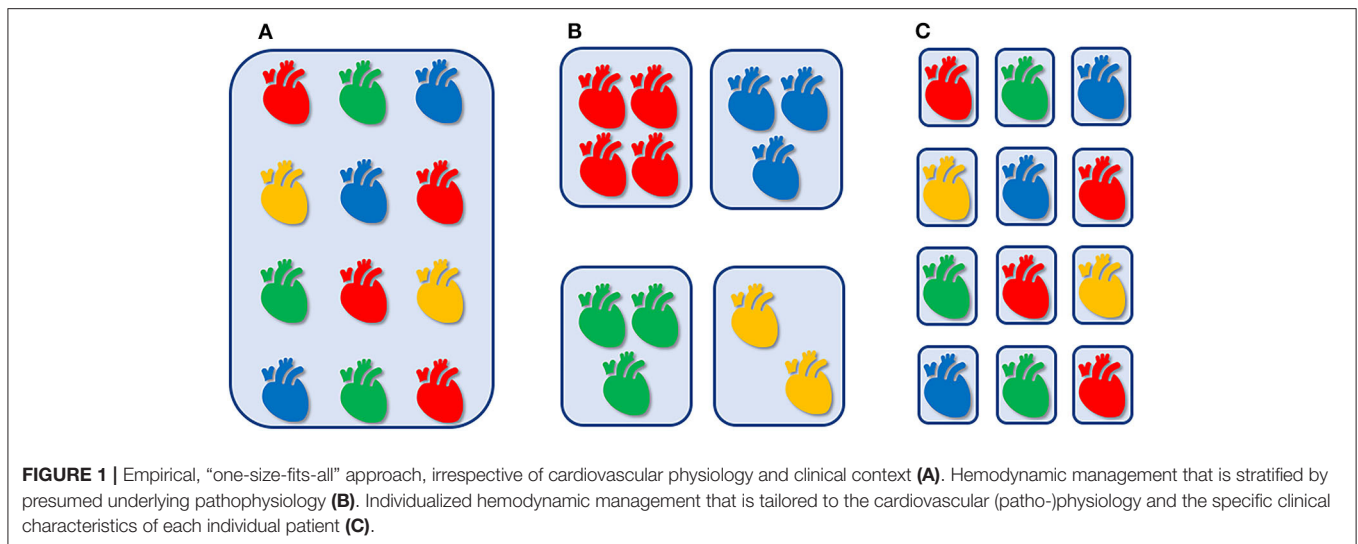 A B C
FIGURE 1 | Empirical, “one-size-fits-all” approach, irrespective of cardiovascular physiology and clinical context (A). Hemodynamic management that is stratified by
presumed underlying pathophysiology (B). Individualized hemodynamic management that is tailored to the cardiovascular (patho-)physiology and the specific clinical
characteristics of each individual patient (C).